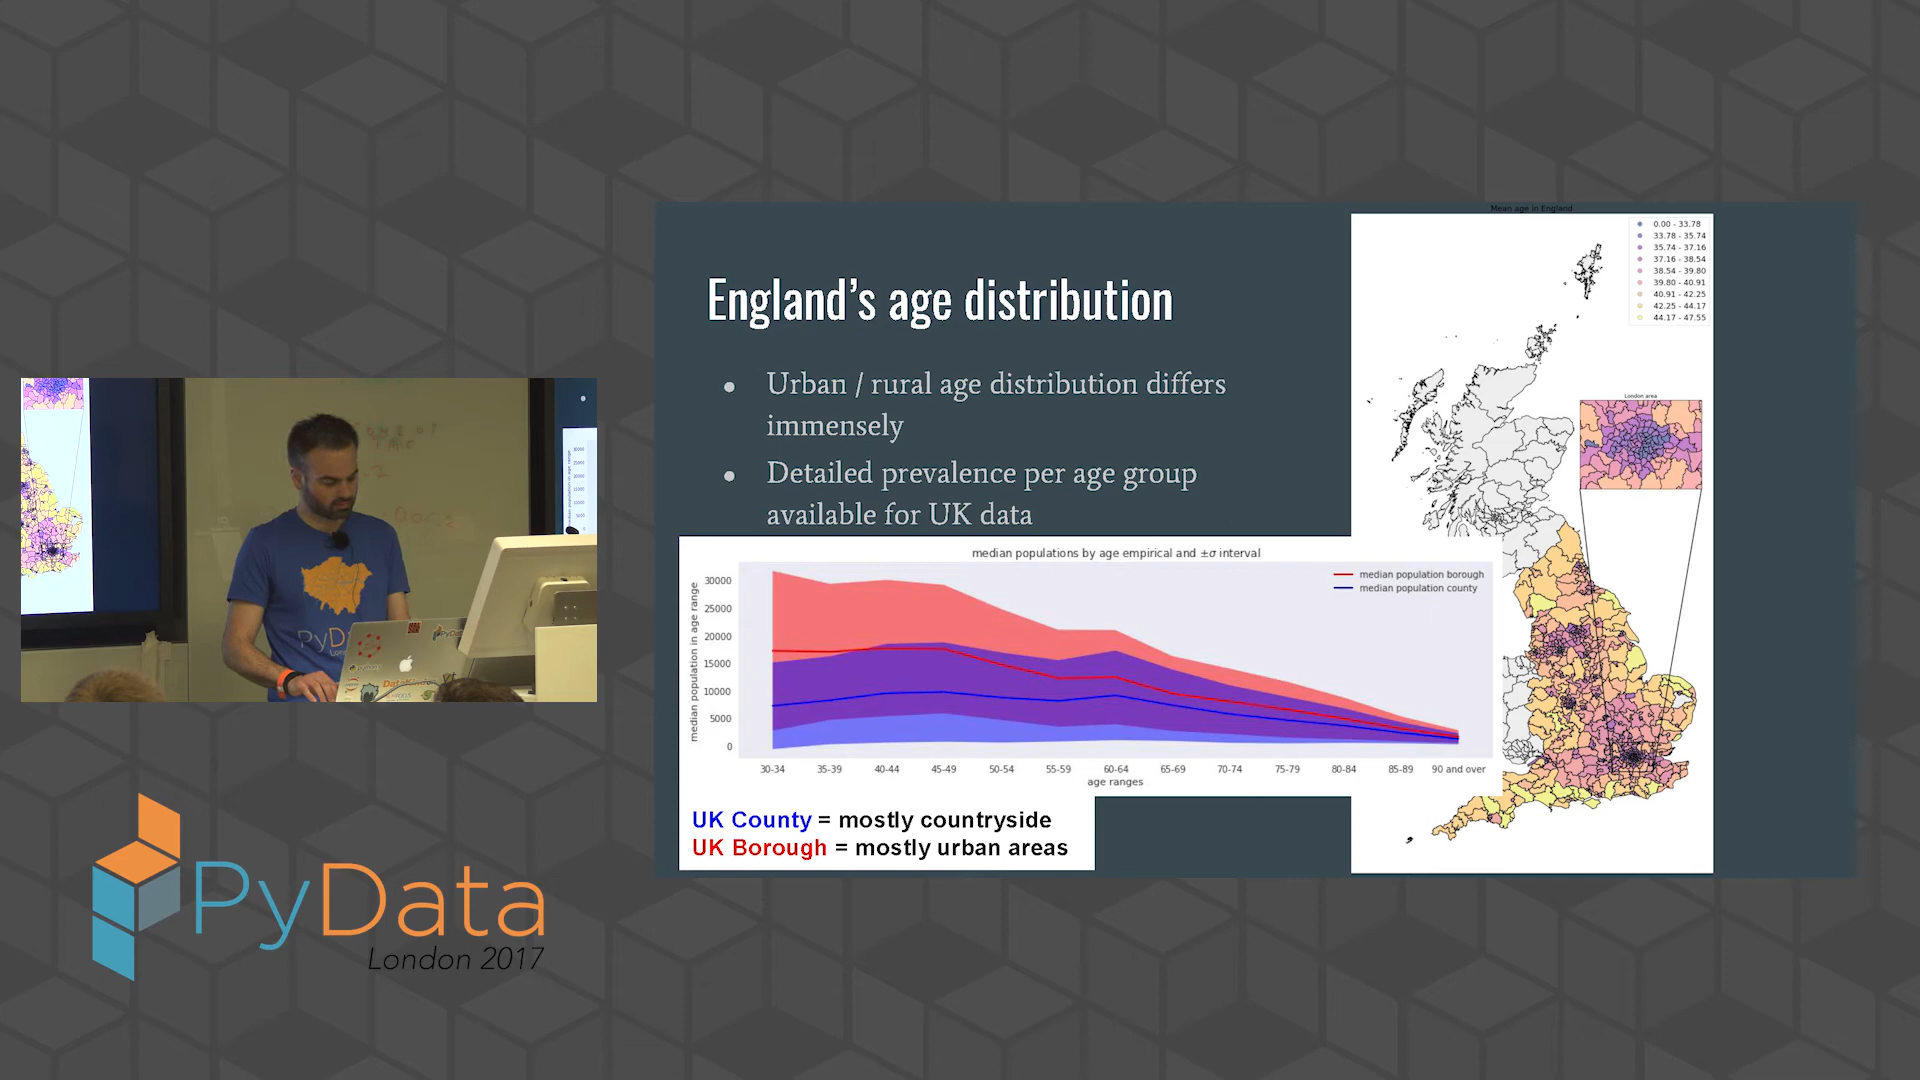 Mean age in England
0.00 - 33.78
33.78 - 35.74
35.74 - 37.16
37.16 - 38.54
38.54 - 39.80
39.80 - 40.91
40.91 - 42.25
42.25 - 44.17
44.17 - 47.55
London area
England's age distribution
● Urban / rural age distribution differs
immensely
● Detailed prevalence per age group
available for UK data
median populations by age empirical and ±σ interval
median population borough
median population county
median population in age range
30000
25000
20000
15000
10000
5000
0
30-34 35-39 40-44 45-49 50-54 55-59 60-64 65-69 70-74 75-79 80-84 85-89 90 and over
age ranges
UK County = mostly countryside
UK Borough = mostly urban areas
PyData
London 2017